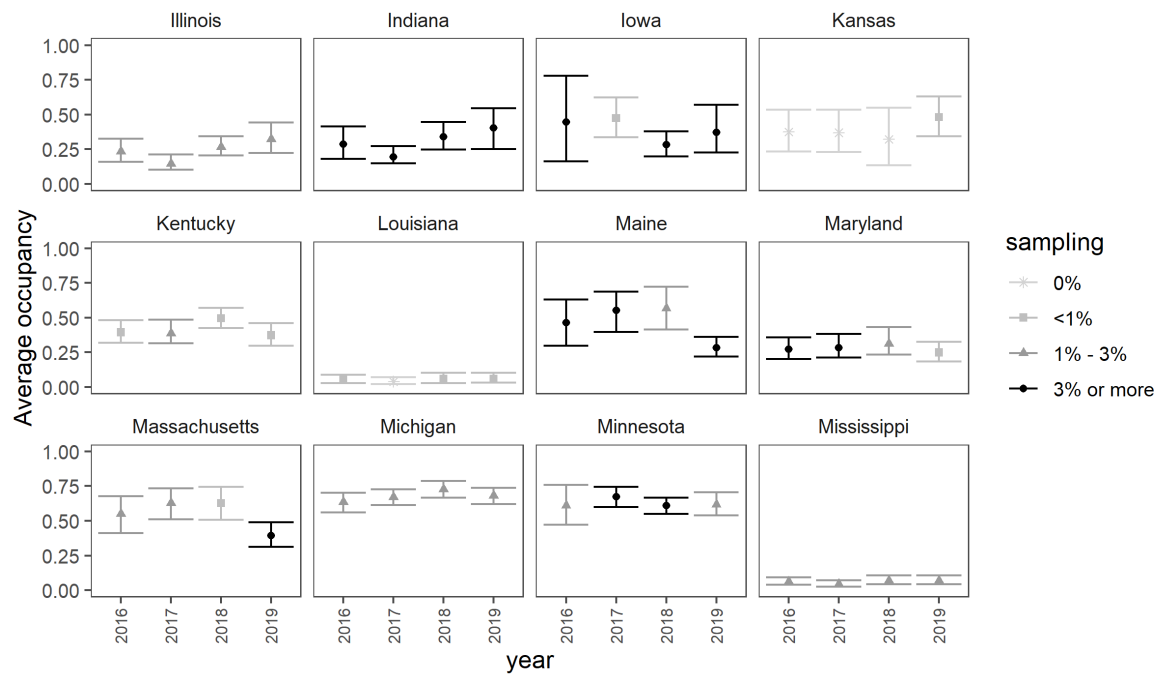 Illinois Indiana Iowa Kansas
1.00
0.75
0.50
0.25
0.00
Kentucky Louisiana Maine Maryland
1.00
0.75
0.50
0.25
0.00
Massachusetts Michigan Minnesota Mississippi
1.00
0.75
0.50
0.25
0.00
Average occupancy
2016 2017 2018 2019 2016 2017 2018 2019 2016 2017 2018 2019 2016 2017 2018 2019
year
sampling
0%
<1%
1% - 3%
3% or more